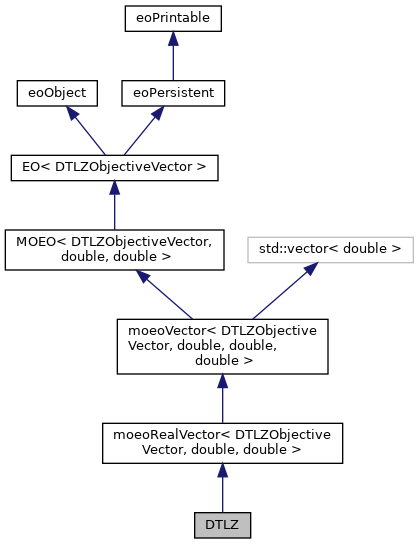 eoPrintable
eoObject
eoPersistent
EO< DTLZObjectiveVector >
MOEO< DTLZObjectiveVector,
double, double >
std::vector< double >
moeoVector< DTLZObjective
Vector, double, double,
double >
moeoRealVector< DTLZObjective
Vector, double, double >
DTLZ